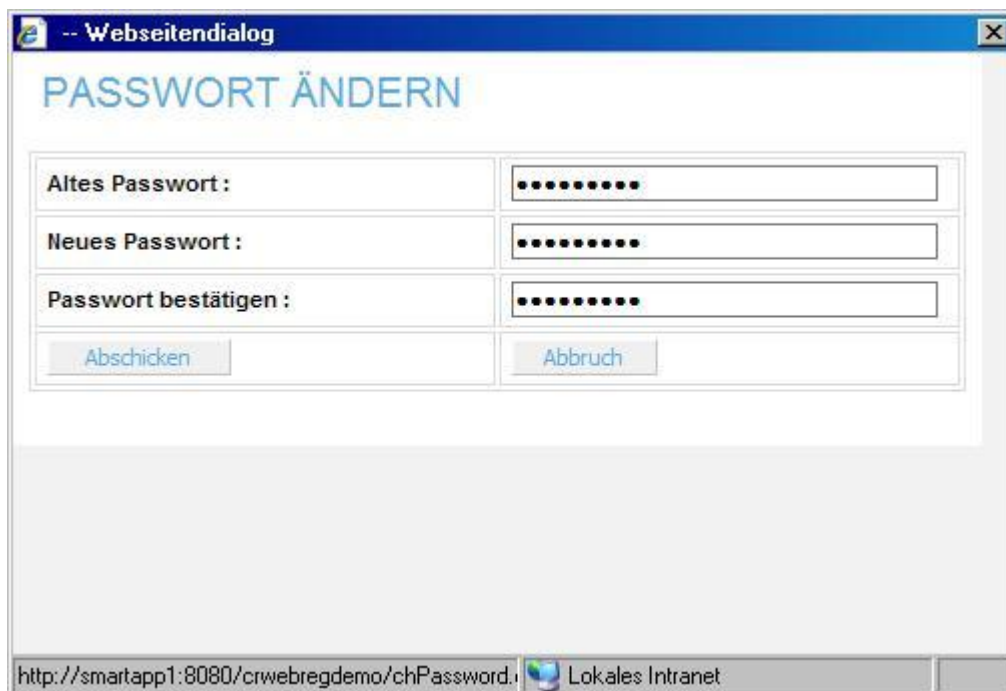 -- Webseitendialog
PASSWORT ÄNDERN
Altes Passwort :
•••••••••
Neues Passwort :
•••••••••
Passwort bestätigen :
•••••••••
Abschicken Abbruch
http://smartapp1:8080/crwebregdemo/chPassword. Lokales Intranet